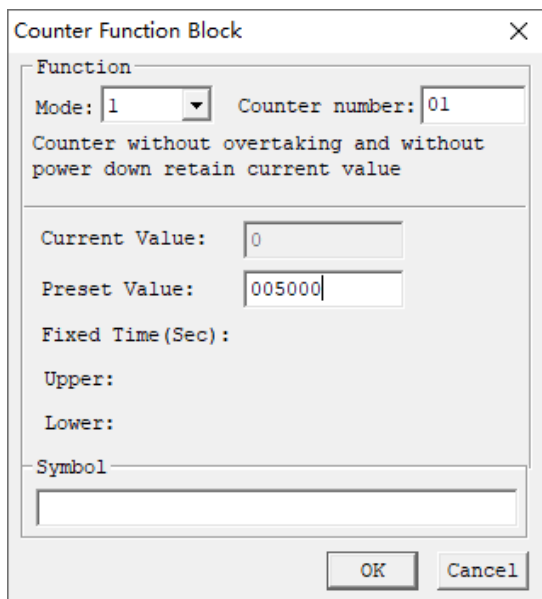 Counter Function Block
Function
Mode: 1 Counter number: 01
Counter without overtaking and without
power down retain current value
Current Value: 0
Preset Value: 005000
Fixed Time(Sec):
Upper:
Lower:
Symbol
OK Cancel